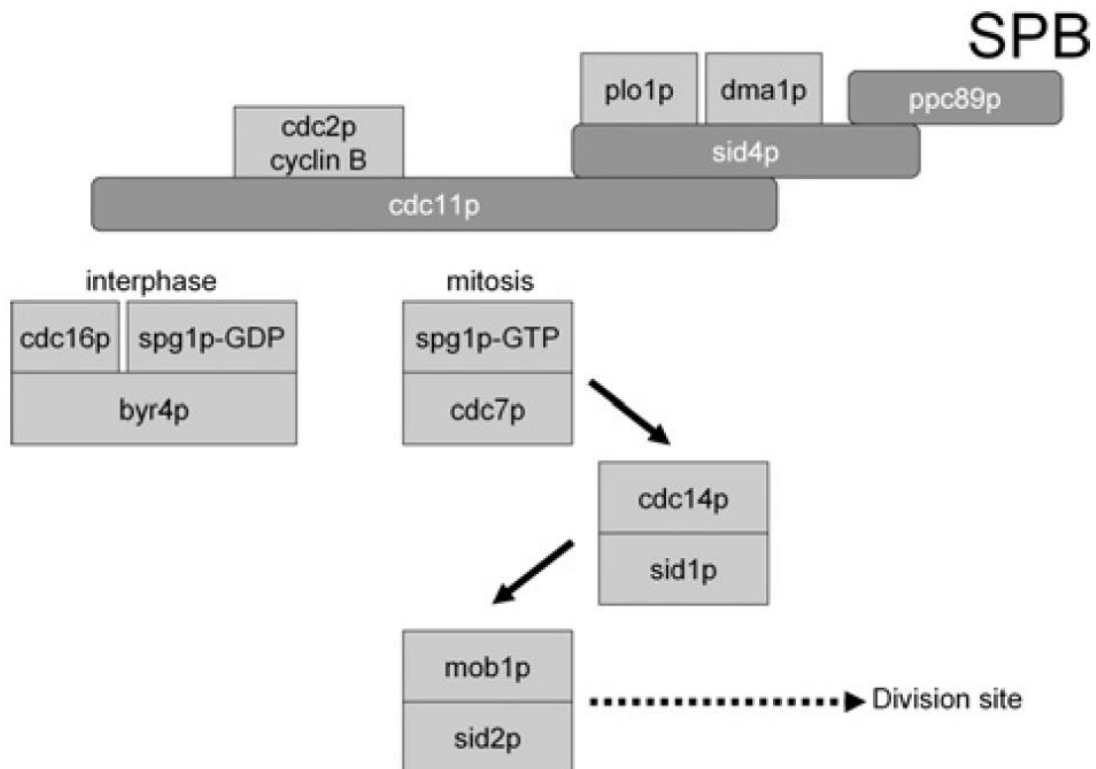 SPB
plo1p
dma1p
ppc89p
cdc2p
cyclin B
sid4p
cdc11p
interphase
mitosis
cdc16p
spg1p-GDP
spg1p-GTP
byr4p
cdc7p
cdc14p
sid1p
mob1p
Division site
sid2p